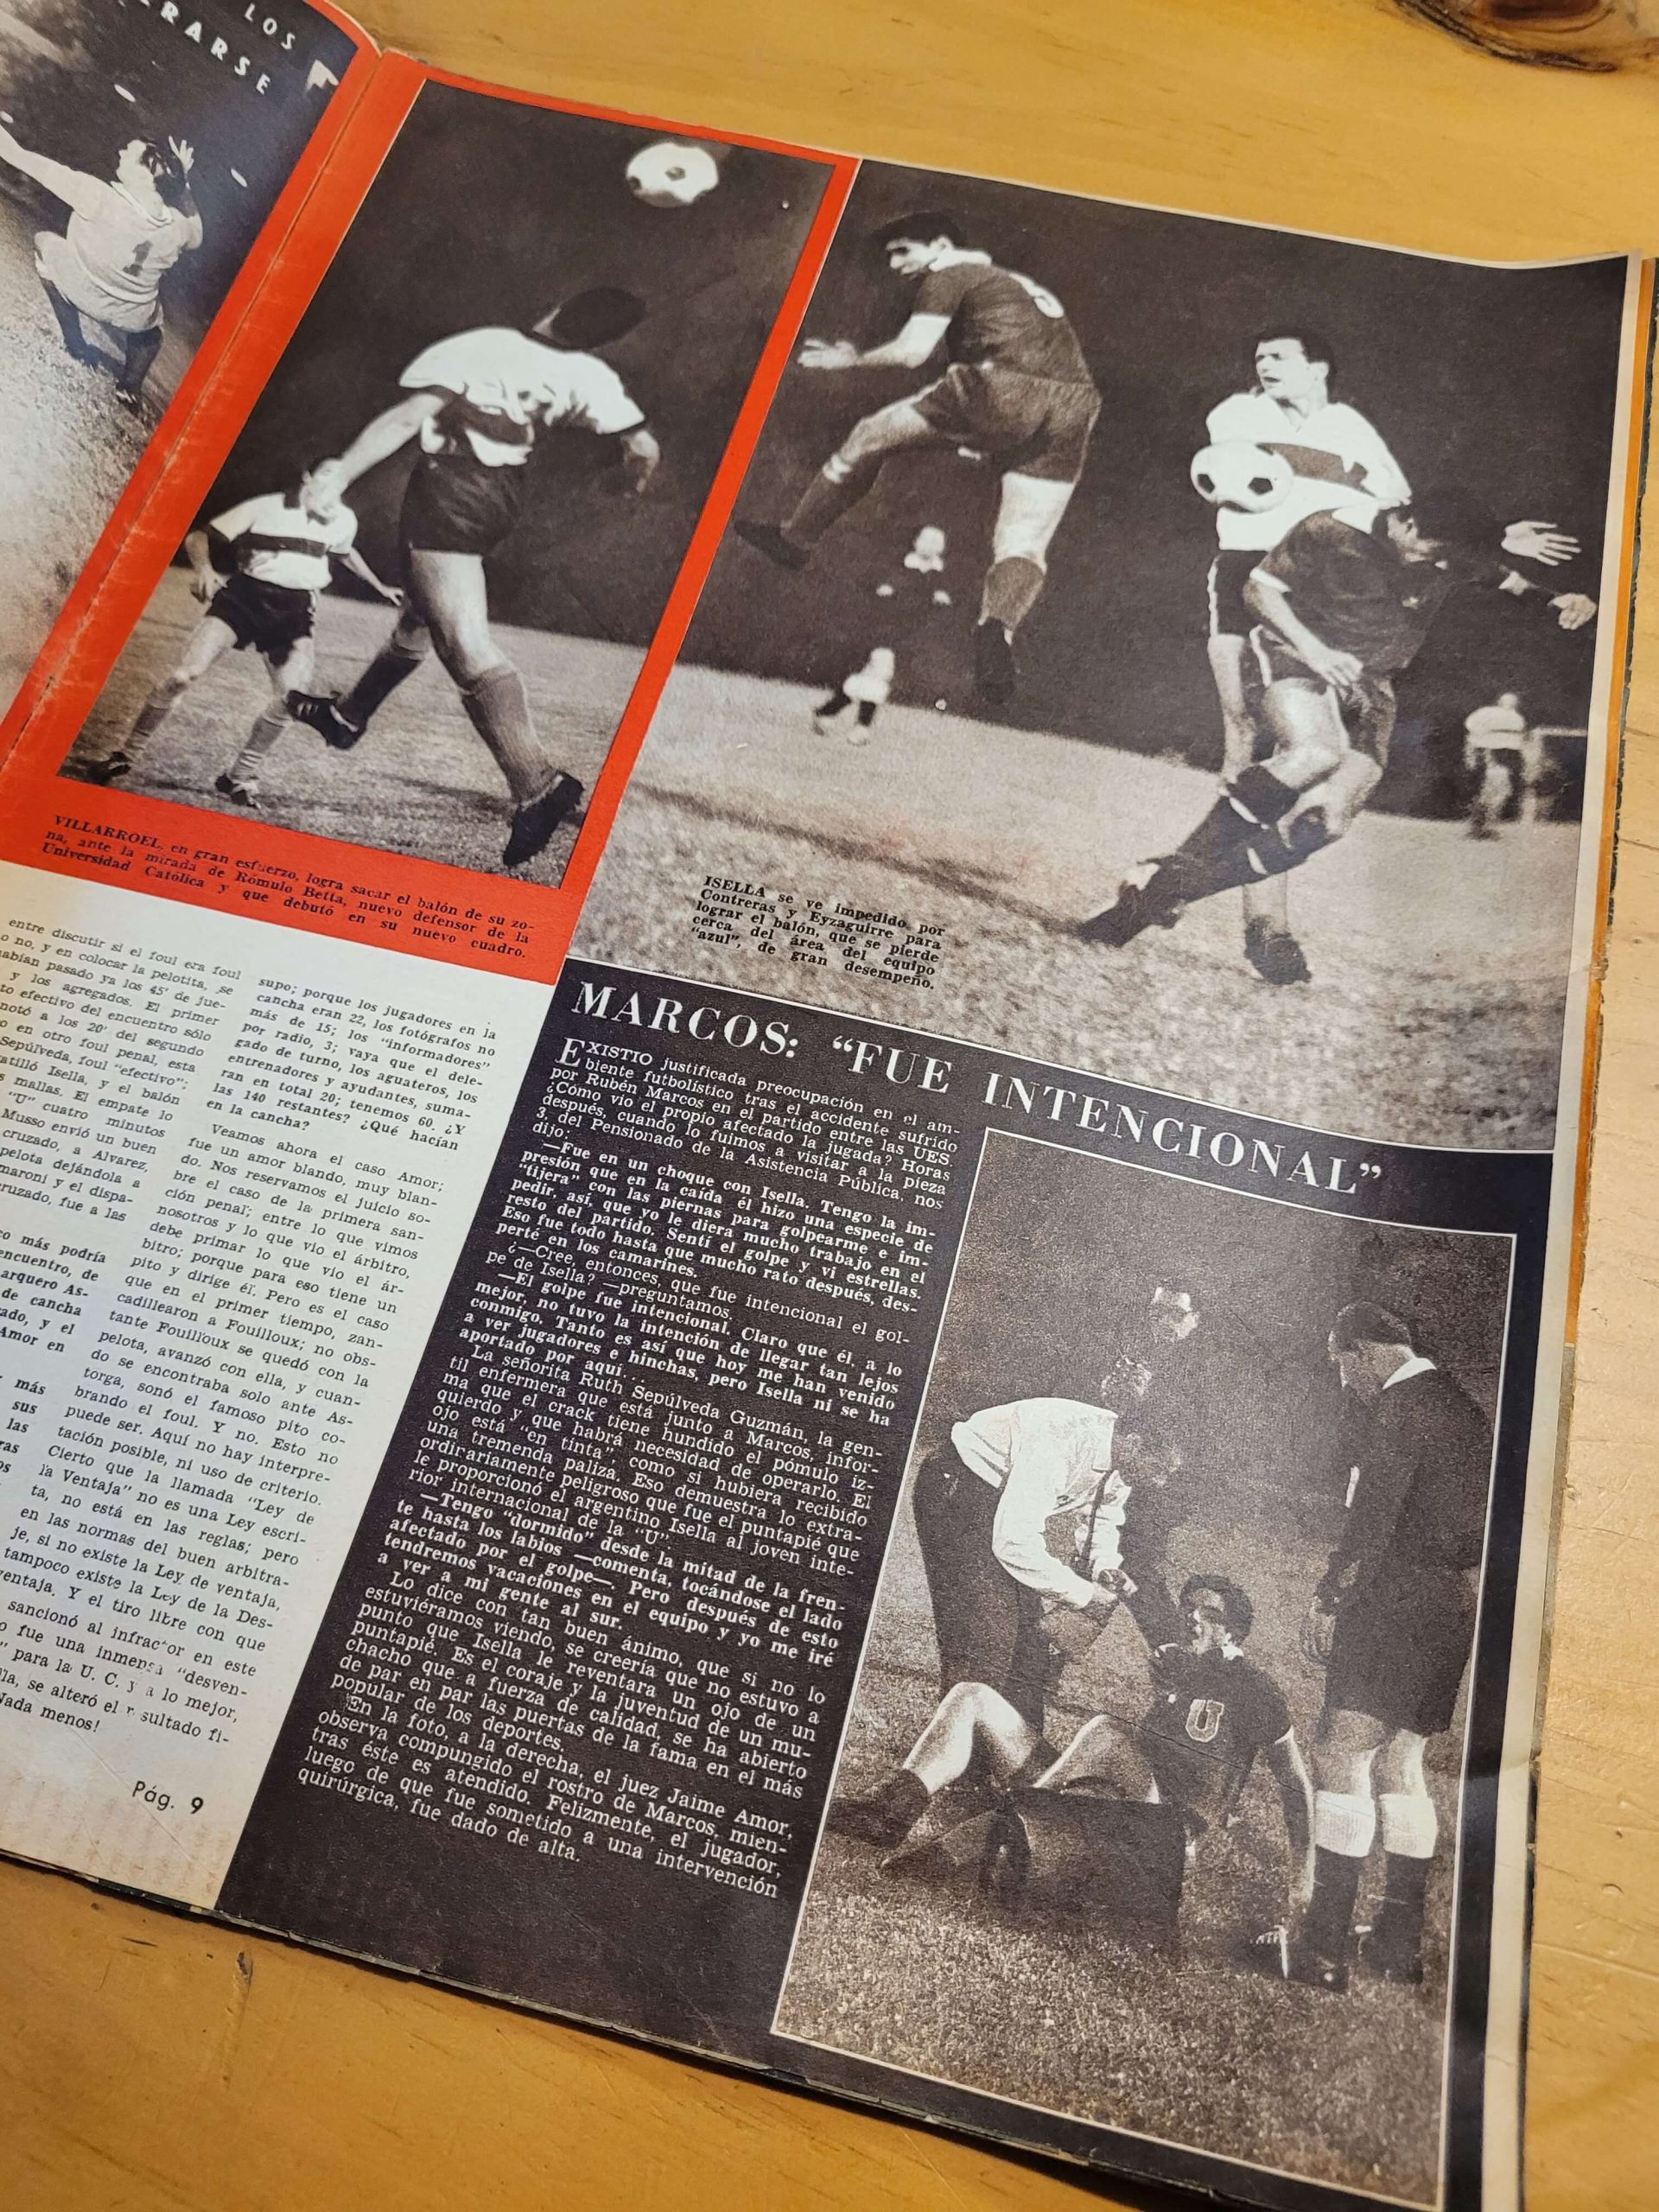 LOS
RARSE
1
VILLARROEL, en gran esfuerzo, logra sacar el balón de su zo-
na, ante la mirada de Rómulo Betta, nuevo defensor de la
Universidad Católica y que debutó en su nuevo cuadro.
ISELLA se ve impedido por
Contreras y Eyzaguirre para
lograr el balón, que se pierde
cerca del área del equipo
"azul", de gran desempeño.
entre discutir si el foul era foul
o no, y en colocar la pelotita, se
habían pasado ya los 45' de jue-
y los agregados. El primer
to efectivo del encuentro sólo
notó a los 20' del segundo
o en otro foul penal, esta
Sepúlveda, foul "efectivo";
atilló Isella, y el balón
s mallas. El empate lo
"U" cuatro minutos
Musso envió un buen
cruzado, a Alvarez,
pelota dejándola a
maroni y el dispa-
ruzado, fue a las
co más podría
encuentro, de
arquero As-
de cancha
ado, y el
Amor en
más
sus
las
supo; porque los jugadores en la
cancha eran 22, los fotógrafos no
más de 15; los "informadores"
por radio, 3; vaya que el dele-
gado de turno, los aguateros, los
entrenadores y ayudantes, suma-
ran en total 20; tenemos 60. ¿Y
las 140 restantes? ¿Qué hacían
en la cancha?
Veamos ahora el caso Amor;
fue un amor blando, muy blan-
do. Nos reservamos el juicio so-
bre el caso de la primera san-
ción penal; entre lo que vimos
nosotros y lo que vio el árbitro,
debe primar lo que vio el ár-
bitro; porque para eso tiene un
pito y dirige él. Pero es el caso
que en el primer tiempo, zan-
cadillearon a Fouilloux; no obs-
tante Fouilloux se quedó con la
pelota, avanzó con ella, y cuan-
do se encontraba solo ante As-
torga, sonó el famoso pito co-
brando el foul. Y no. Esto no
puede ser. Aquí no hay interpre-
tación posible, ni uso de criterio.
Cierto que la llamada "Ley de
la Ventaja" no es una Ley escri-
ta, no está en las reglas; pero
en las normas del buen arbitra-
je, si no existe la Ley de ventaja,
tampoco existe la Ley de la Des-
ventaja. Y el tiro libre con que
sancionó al infractor en este
o fue una inmensa "desven-
" para la U. C. y a lo mejor,
lla, se alteró el resultado fi-
Nada menos!
Pág. 9
MARCOS: "FUE INTENCIONAL"
EXISTIO justificada preocupación en el am-
biente futbolístico tras el accidente sufrido
por Rubén Marcos en el partido entre las UES.
¿Cómo vio el propio afectado la jugada? Horas
después, cuando lo fuimos a visitar a la pieza
3, del Pensionado de la Asistencia Pública, nos
dijo:
—Fue en un choque con Isella. Tengo la im-
presión que en la caída él hizo una especie de
"tijera" con las piernas para golpearme e im-
pedir, así, que yo le diera mucho trabajo en el
resto del partido. Sentí el golpe y vi estrellas.
Eso fue todo hasta que mucho rato después, des-
perté en los camarines.
¿—Cree, entonces, que fue intencional el gol-
pe de Isella? —preguntamos.
—El golpe fue intencional. Claro que él, a lo
mejor, no tuvo la intención de llegar tan lejos
conmigo. Tanto es así que hoy me han venido
a ver jugadores e hinchas, pero Isella ni se ha
aportado por aquí...
La señorita Ruth Sepúlveda Guzmán, la gen-
til enfermera que está junto a Marcos, infor-
ma que el crack tiene hundido el pómulo iz-
quierdo y que habrá necesidad de operarlo. El
ojo está "en tinta", como si hubiera recibido
una tremenda paliza. Eso demuestra lo extra-
ordinariamente peligroso que fue el puntapié que
le proporcionó el argentino Isella al joven inte-
rior internacional de la "U".
—Tengo "dormido" desde la mitad de la fren-
te hasta los labios —comenta, tocándose el lado
afectado por el golpe—. Pero después de esto
tendremos vacaciones en el equipo y yo me iré
a ver a mi gente al sur.
Lo dice con tan buen ánimo, que si no lo
estuviéramos viendo, se creería que no estuvo a
punto que Isella le reventara un ojo de un
puntapié. Es el coraje y la juventud de un mu-
chacho que a fuerza de calidad, se ha abierto
de par en par las puertas de la fama en el más
popular de los deportes.
En la foto, a la derecha, el juez Jaime Amor,
observa compungido el rostro de Marcos, mien-
tras éste es atendido. Felizmente, el jugador,
luego de que fue sometido a una intervención
quirúrgica, fue dado de alta.
U